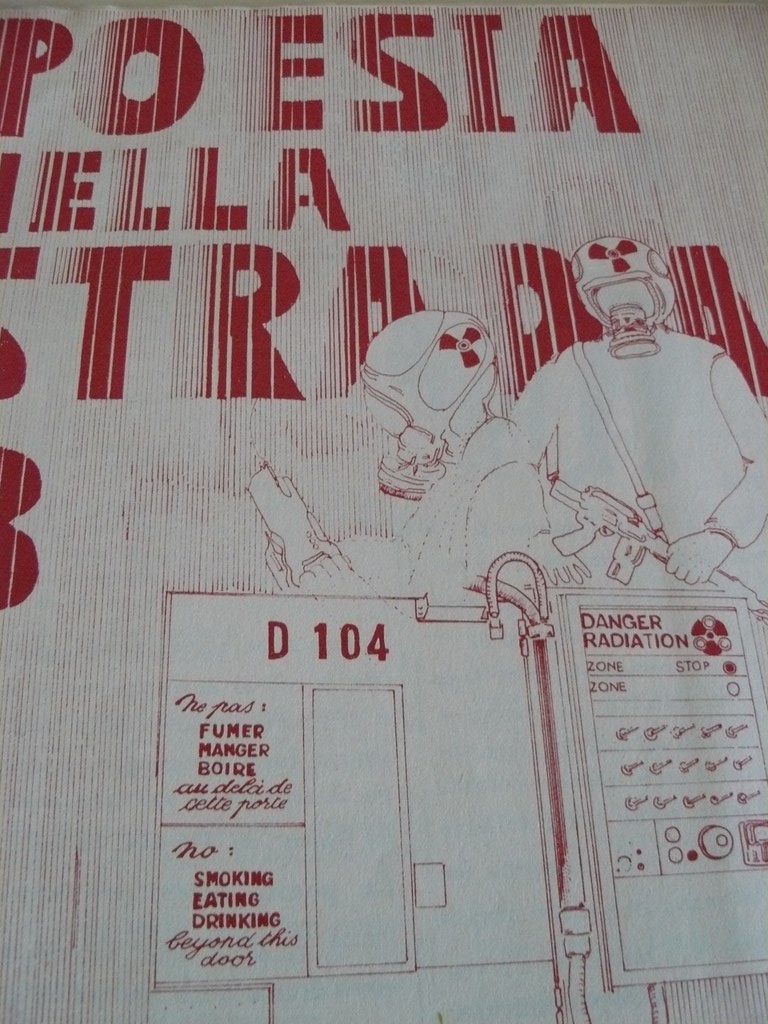 POESIA
NELLA
STRADA
D 104
Ne pas:
FUMER
MANGER
BOIRE
au delà de
cette porte
No:
SMOKING
EATING
DRINKING
beyond this
door
DANGER
RADIATION
ZONE STOP
ZONE